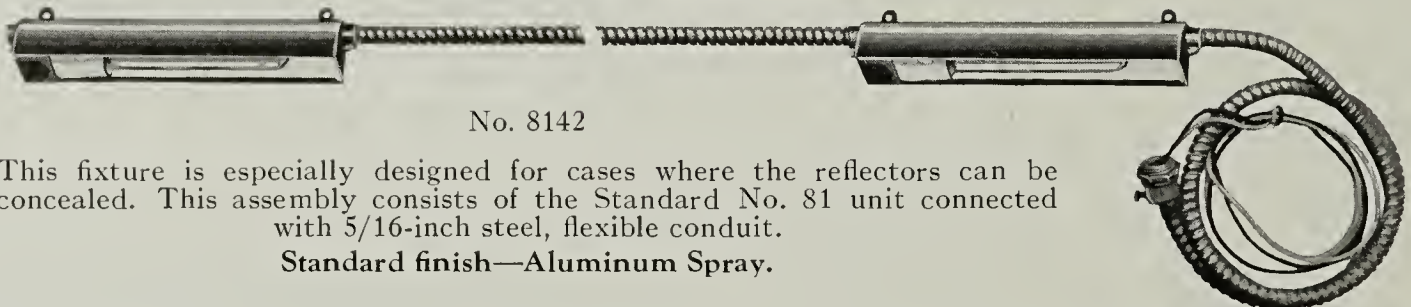 No. 8142
This fixture is especially designed for cases where the reflectors can be
concealed. This assembly consists of the Standard No. 81 unit connected
with 5/16-inch steel, flexible conduit.
Standard finish—Aluminum Spray.